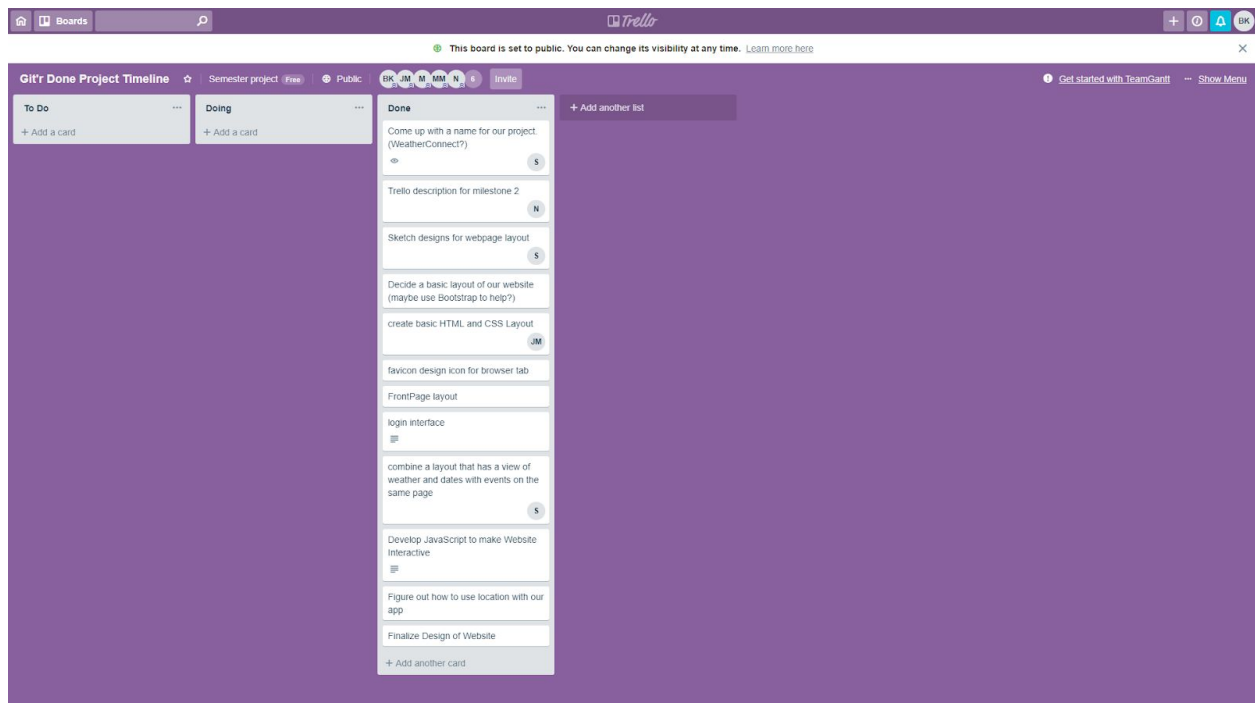 Boards
Trello
BK
This board is set to public. You can change its visibility at any time. Learn more here
Git'r Done Project Timeline
Semester project Free
Public
BK JM M MM N 6
Invite
Get started with TeamGantt
··· Show Menu
To Do
+ Add a card
Doing
+ Add a card
Done
Come up with a name for our project.
(WeatherConnect?)
S
Trello description for milestone 2
N
Sketch designs for webpage layout
S
Decide a basic layout of our website
(maybe use Bootstrap to help?)
create basic HTML and CSS Layout
JM
favicon design icon for browser tab
FrontPage layout
login interface
combine a layout that has a view of
weather and dates with events on the
same page
S
Develop JavaScript to make Website
Interactive
Figure out how to use location with our
app
Finalize Design of Website
+ Add another card
+ Add another list